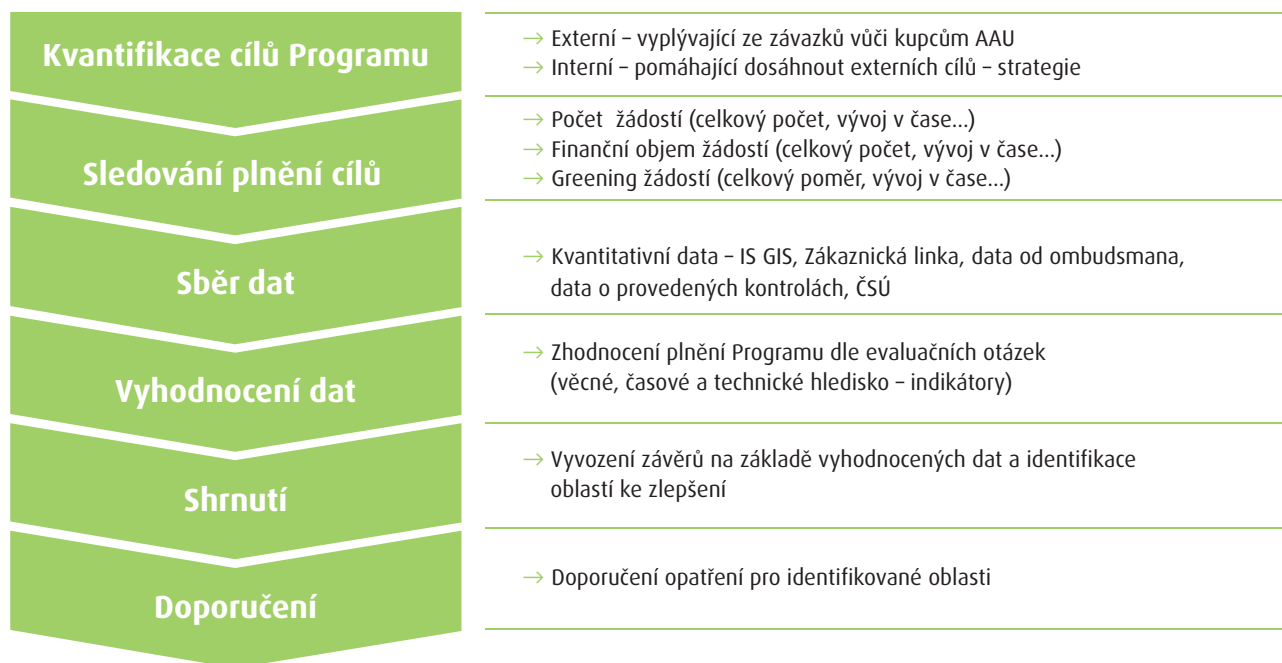 Kvantifikace cílů Programu
→ Externí – vyplývající ze závazků vůči kupcům AAU
→ Interní – pomáhající dosáhnout externích cílů – strategie
Sledování plnění cílů
→ Počet žádostí (celkový počet, vývoj v čase...)
→ Finanční objem žádostí (celkový počet, vývoj v čase...)
→ Greening žádostí (celkový poměr, vývoj v čase...)
Sběr dat
→ Kvantitativní data – IS GIS, Zákaznická linka, data od ombudsmana,
data o provedených kontrolách, ČSÚ
Vyhodnocení dat
→ Zhodnocení plnění Programu dle evaluačních otázek
(věcné, časové a technické hledisko – indikátory)
Shrnutí
→ Vyvození závěrů na základě vyhodnocených dat a identifikace
oblastí ke zlepšení
Doporučení
→ Doporučení opatření pro identifikované oblasti